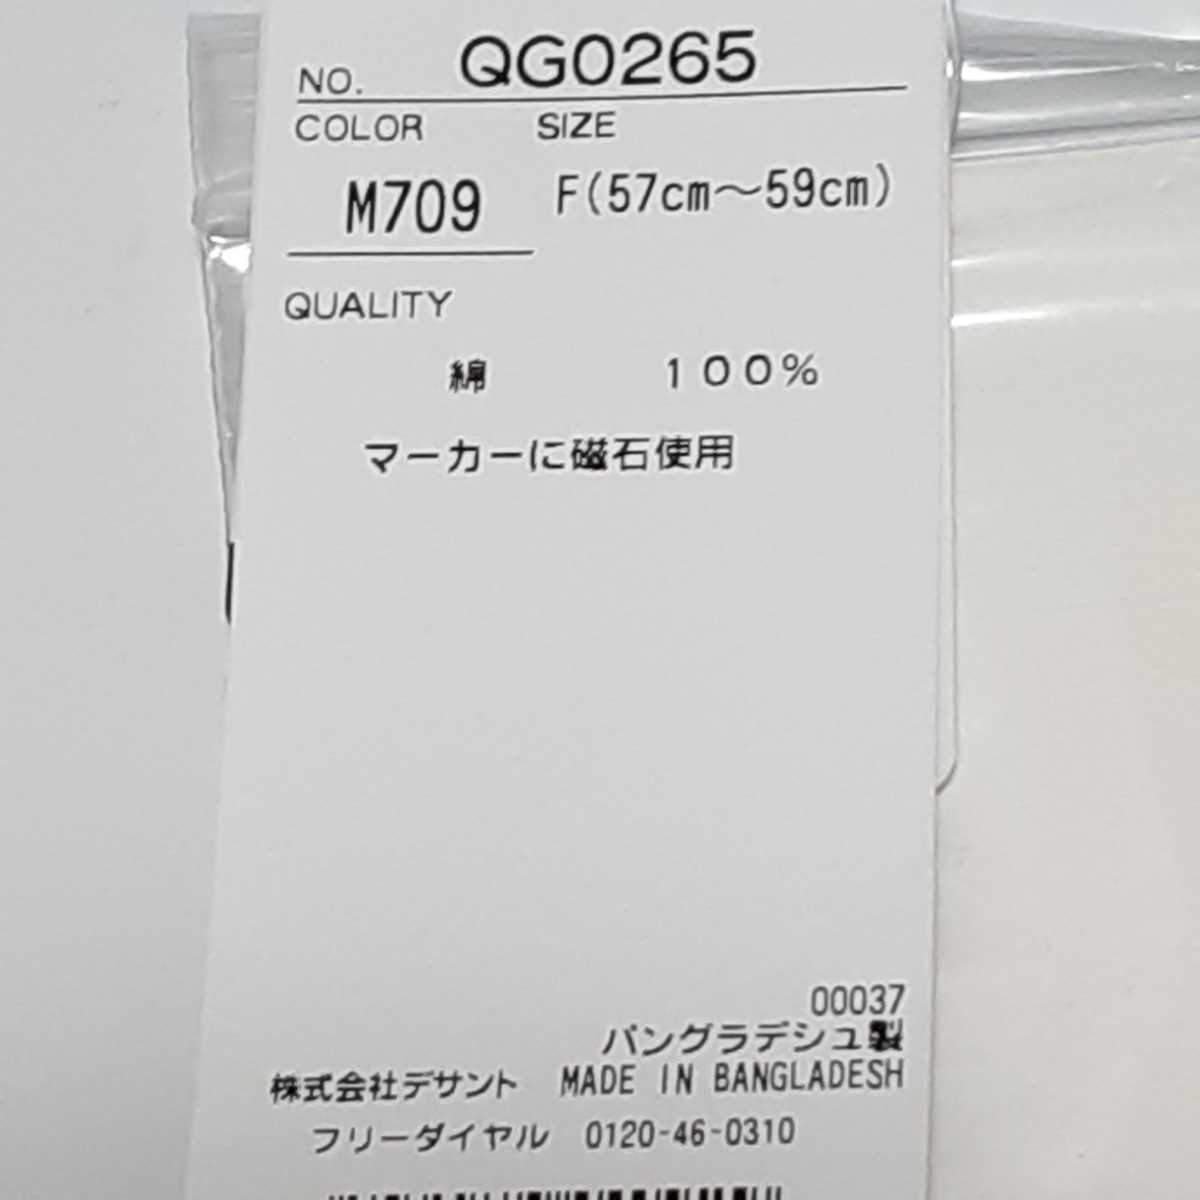 NO. QG0265
COLOR SIZE
M709 F(57cm～59cm)
QUALITY
綿 100%
マーカーに磁石使用
00037
バングラデシュ製
株式会社デサント MADE IN BANGLADESH
フリーダイヤル 0120-46-0310